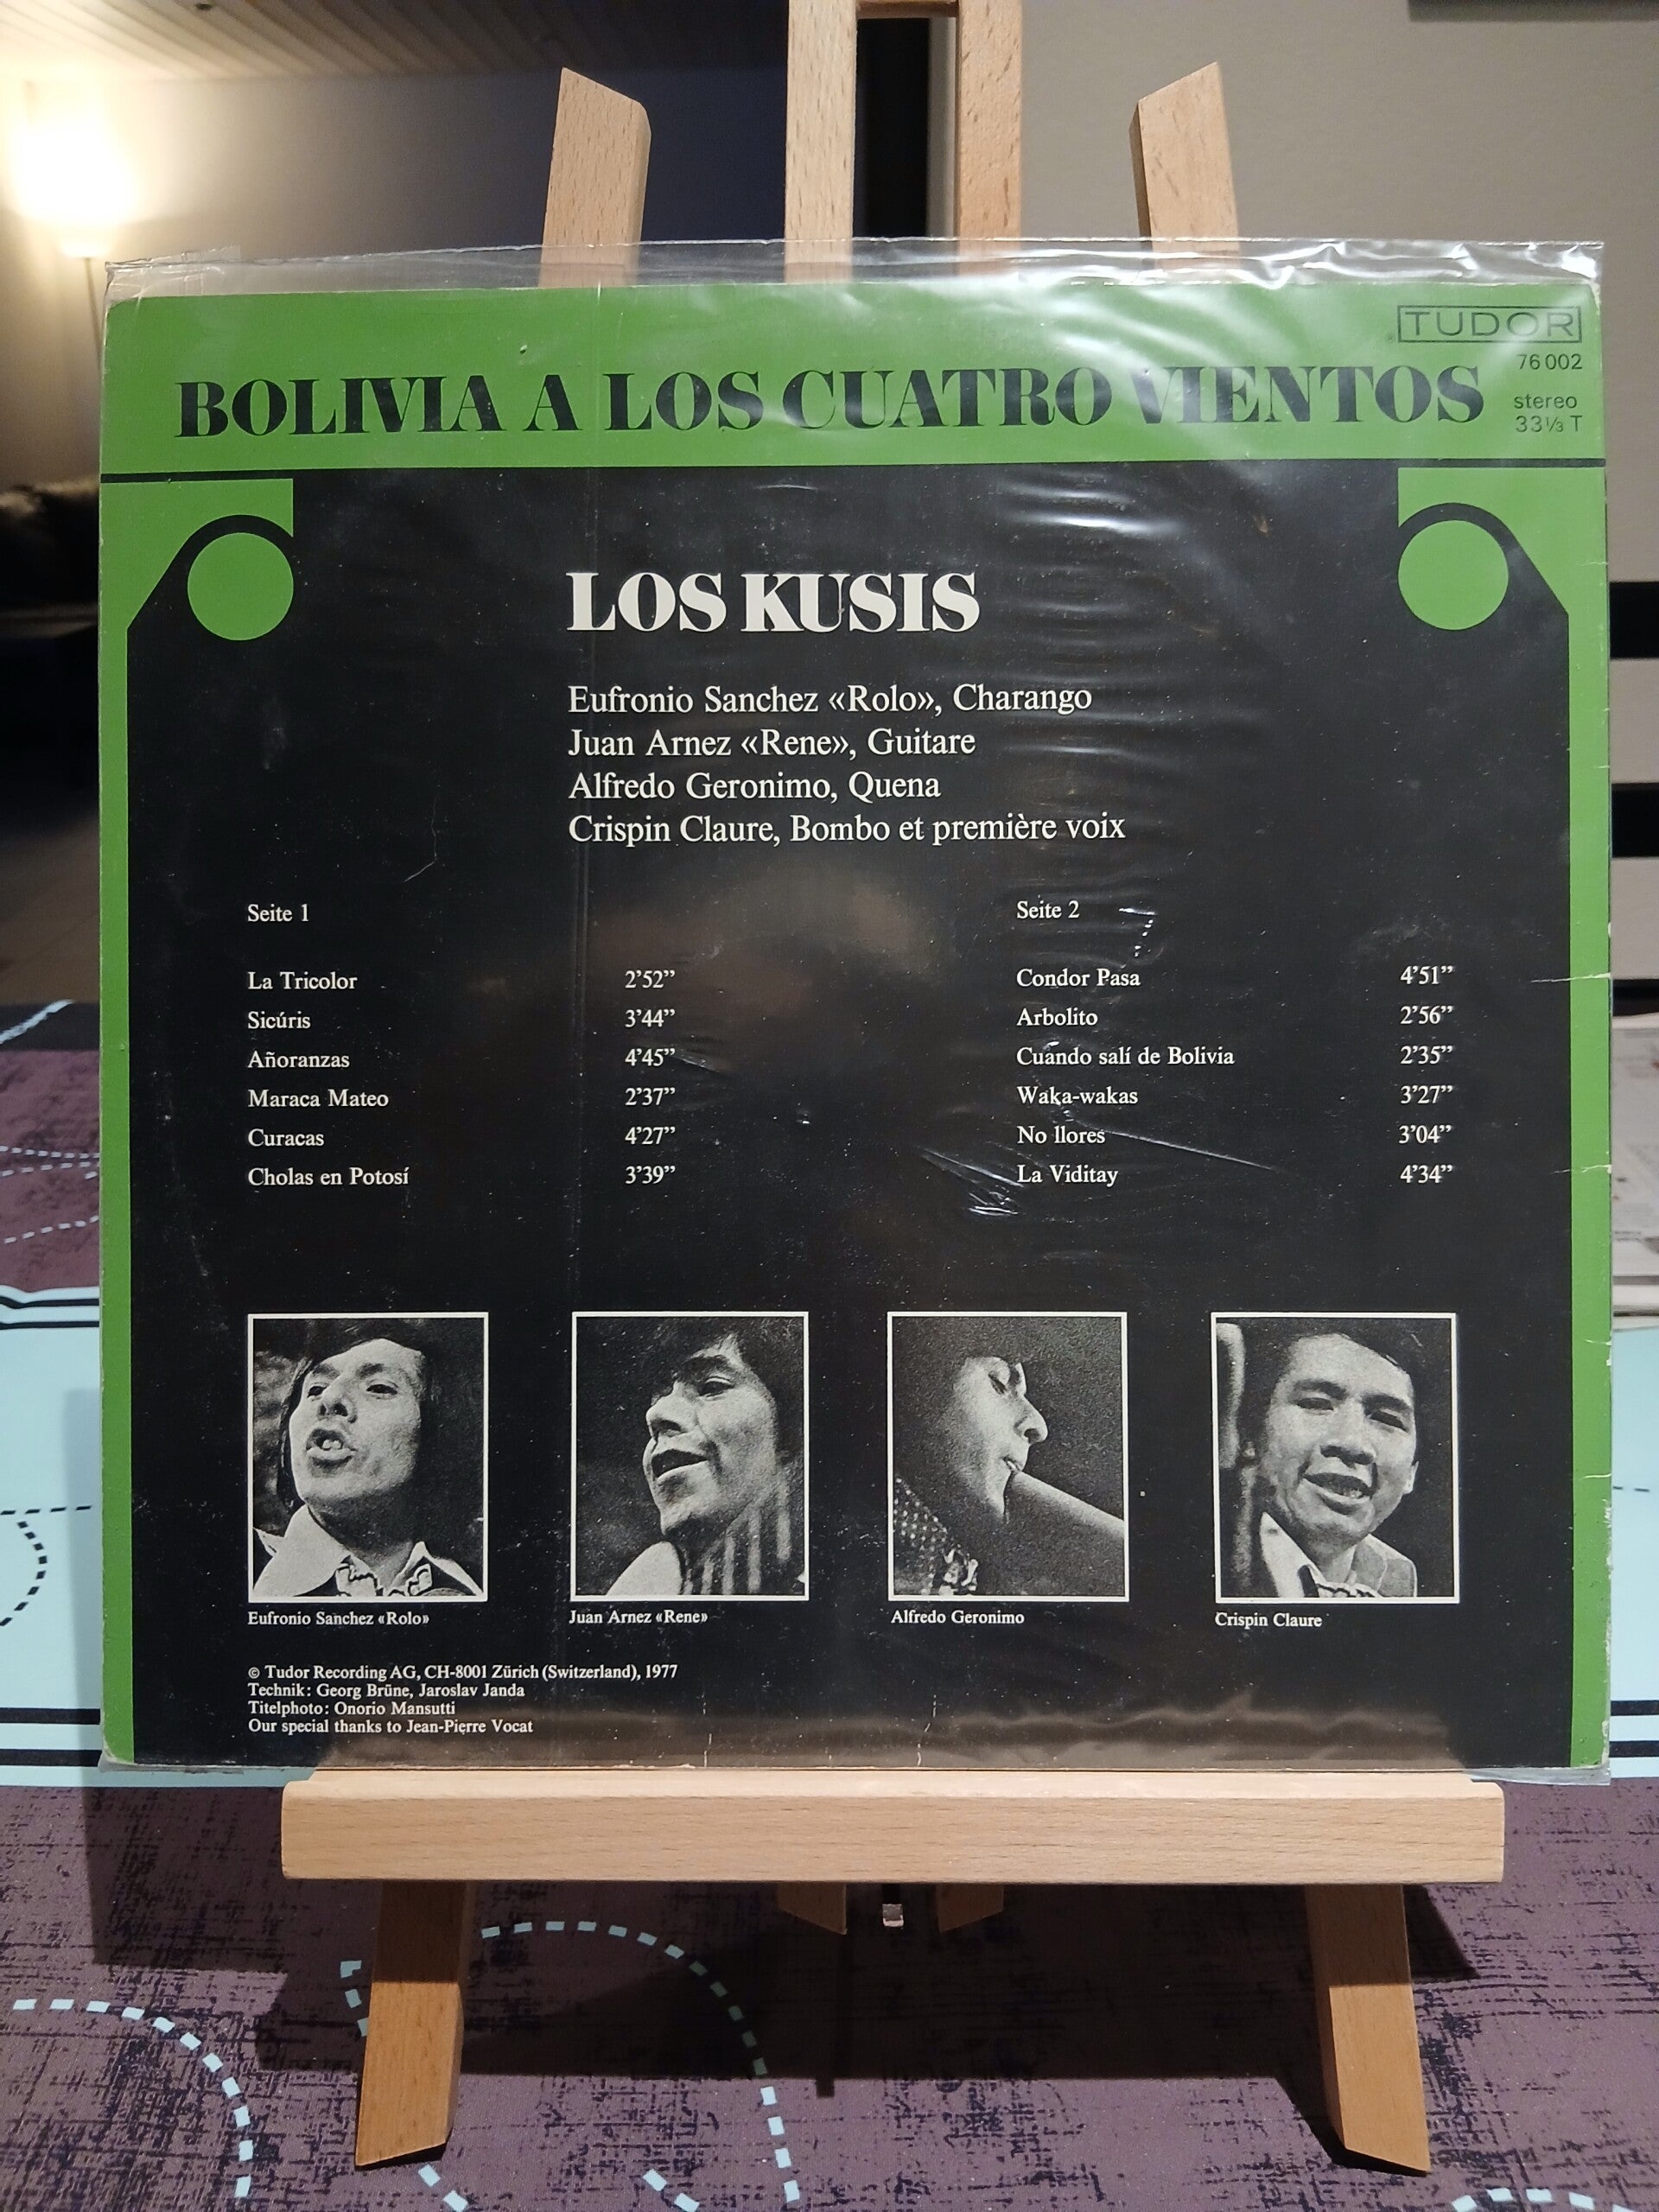 TUDOR
76 002
BOLIVIA A LOS CUATRO VIENTOS
stereo
33⅓ T
LOS KUSIS
Eufronio Sanchez «Rolo», Charango
Juan Arnez «Rene», Guitare
Alfredo Geronimo, Quena
Crispin Claure, Bombo et première voix
Seite 1
La Tricolor 2'52”
Sicúris 3'44”
Añoranzas 4'45”
Maraca Mateo 2'37”
Curacas 4'27”
Cholas en Potosí 3'39”
Seite 2
Condor Pasa 4'51”
Arbolito 2'56”
Cuando salí de Bolivia 2'35”
Waka-wakas 3'27”
No llores 3'04”
La Viditay 4'34”
Eufronio Sanchez «Rolo»
Juan Arnez «Rene»
Alfredo Geronimo
Crispin Claure
© Tudor Recording AG, CH-8001 Zürich (Switzerland), 1977
Technik: Georg Brüne, Jaroslav Janda
Titelphoto: Onorio Mansutti
Our special thanks to Jean-Pierre Vocat